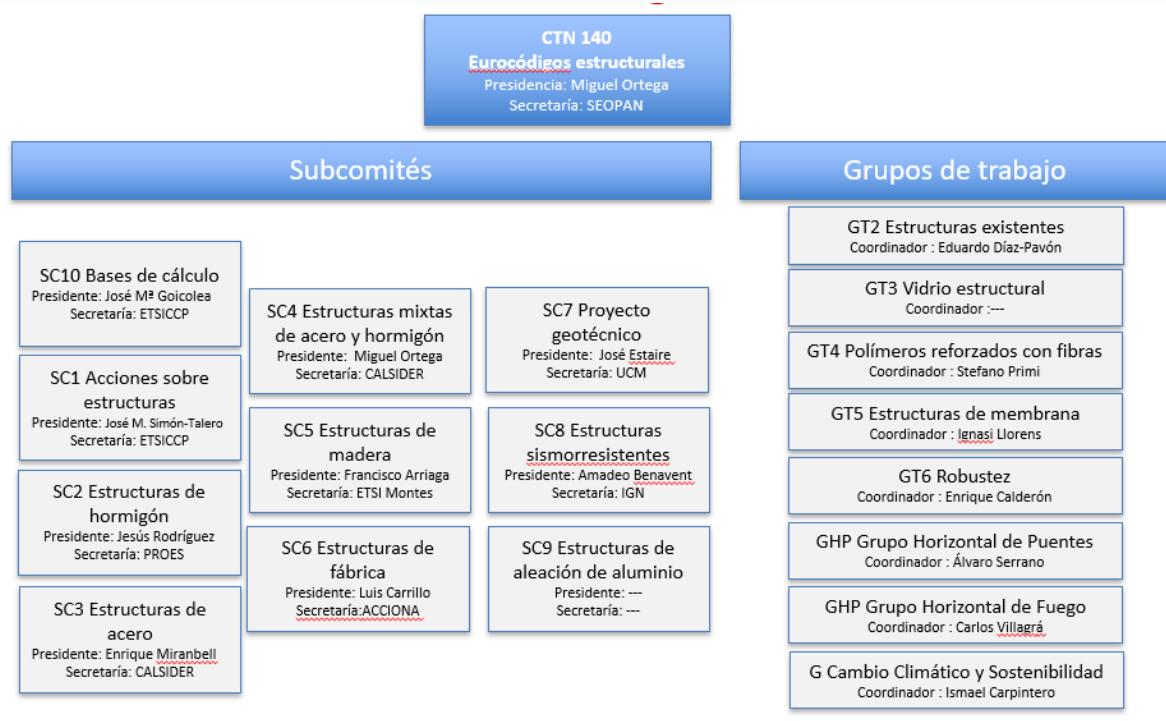 CTN 140
Eurocódigos estructurales
Presidencia: Miguel Ortega
Secretaría: SEOPAN
Subcomités
Grupos de trabajo
SC10 Bases de cálculo
Presidente: José Mª Goicolea
Secretaría: ETSICCP
SC1 Acciones sobre
estructuras
Presidente: José M. Simón-Talero
Secretaría: ETSICCP
SC2 Estructuras de
hormigón
Presidente: Jesús Rodríguez
Secretaría: PROES
SC3 Estructuras de
acero
Presidente: Enrique Miranbell
Secretaría: CALSIDER
SC4 Estructuras mixtas
de acero y hormigón
Presidente: Miguel Ortega
Secretaría: CALSIDER
SC5 Estructuras de
madera
Presidente: Francisco Arriaga
Secretaría: ETSI Montes
SC6 Estructuras de
fábrica
Presidente: Luis Carrillo
Secretaría:ACCIONA
SC7 Proyecto
geotécnico
Presidente: José Estaire
Secretaría: UCM
SC8 Estructuras
sismorresistentes
Presidente: Amadeo Benavent
Secretaría: IGN
SC9 Estructuras de
aleación de aluminio
Presidente: ---
Secretaría: ---
GT2 Estructuras existentes
Coordinador : Eduardo Díaz-Pavón
GT3 Vidrio estructural
Coordinador :---
GT4 Polímeros reforzados con fibras
Coordinador : Stefano Primi
GT5 Estructuras de membrana
Coordinador : Ignasi Llorens
GT6 Robustez
Coordinador : Enrique Calderón
GHP Grupo Horizontal de Puentes
Coordinador : Álvaro Serrano
GHP Grupo Horizontal de Fuego
Coordinador : Carlos Villagrá
G Cambio Climático y Sostenibilidad
Coordinador : Ismael Carpintero